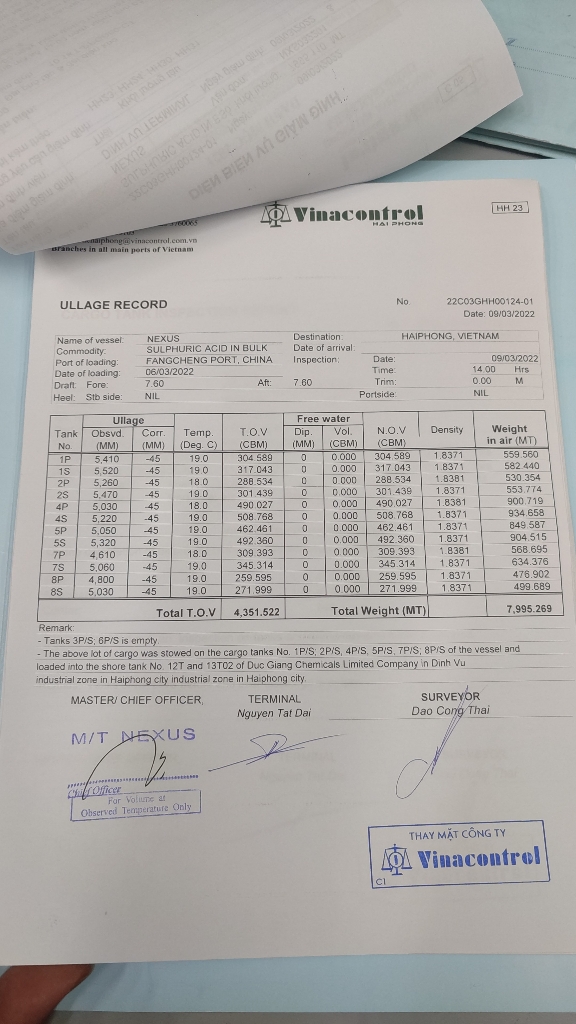 DIỄN BIẾN VỤ GIÁM ĐỊNH
NEXUS
Vinacontrol
HAI PHONG
HH 23
haiphong@vinacontrol.com.vn
Branches in all main ports of Vietnam
ULLAGE RECORD
No. 22C03GHH00124-01
Date: 09/03/2022
Name of vessel: NEXUS Destination: HAIPHONG, VIETNAM
Commodity: SULPHURIC ACID IN BULK Date of arrival:
Port of loading: FANGCHENG PORT, CHINA Inspection: Date: 09/03/2022
Date of loading: 06/03/2022 Time: 14.00 Hrs
Draft: Fore: 7.60 Aft: 7.60 Trim: 0.00 M
Heel: Stb side: NIL Portside: NIL
Tank No. Ullage Obsvd. (MM) Corr. (MM) Temp. (Deg. C) T.O.V (CBM) Free water Dip. (MM) Vol. (CBM) N.O.V (CBM) Density Weight in air (MT)
1P 5,410 -45 19.0 304.589 0 0.000 304.589 1.8371 559.560
1S 5,520 -45 19.0 317.043 0 0.000 317.043 1.8371 582.440
2P 5,260 -45 18.0 288.534 0 0.000 288.534 1.8381 530.354
2S 5,470 -45 19.0 301.439 0 0.000 301.439 1.8371 553.774
4P 5,030 -45 18.0 490.027 0 0.000 490.027 1.8381 900.719
4S 5,220 -45 19.0 508.768 0 0.000 508.768 1.8371 934.658
5P 5,050 -45 19.0 462.461 0 0.000 462.461 1.8371 849.587
5S 5,320 -45 19.0 492.360 0 0.000 492.360 1.8371 904.515
7P 4,610 -45 18.0 309.393 0 0.000 309.393 1.8381 568.695
7S 5,060 -45 19.0 345.314 0 0.000 345.314 1.8371 634.376
8P 4,800 -45 19.0 259.595 0 0.000 259.595 1.8371 476.902
8S 5,030 -45 19.0 271.999 0 0.000 271.999 1.8371 499.689
Total T.O.V 4,351.522 Total Weight (MT) 7,995.269
Remark:
- Tanks 3P/S; 6P/S is empty.
- The above lot of cargo was stowed on the cargo tanks No. 1P/S; 2P/S, 4P/S, 5P/S, 7P/S; 8P/S of the vessel and
loaded into the shore tank No. 12T and 13T02 of Duc Giang Chemicals Limited Company in Dinh Vu
industrial zone in Haiphong city industrial zone in Haiphong city.
MASTER/ CHIEF OFFICER, TERMINAL SURVEYOR
Nguyen Tat Dai Dao Cong Thai
M/T NEXUS
Chief Officer
For Volume at
Observed Temperature Only
THAY MẶT CÔNG TY
Vinacontrol
C1